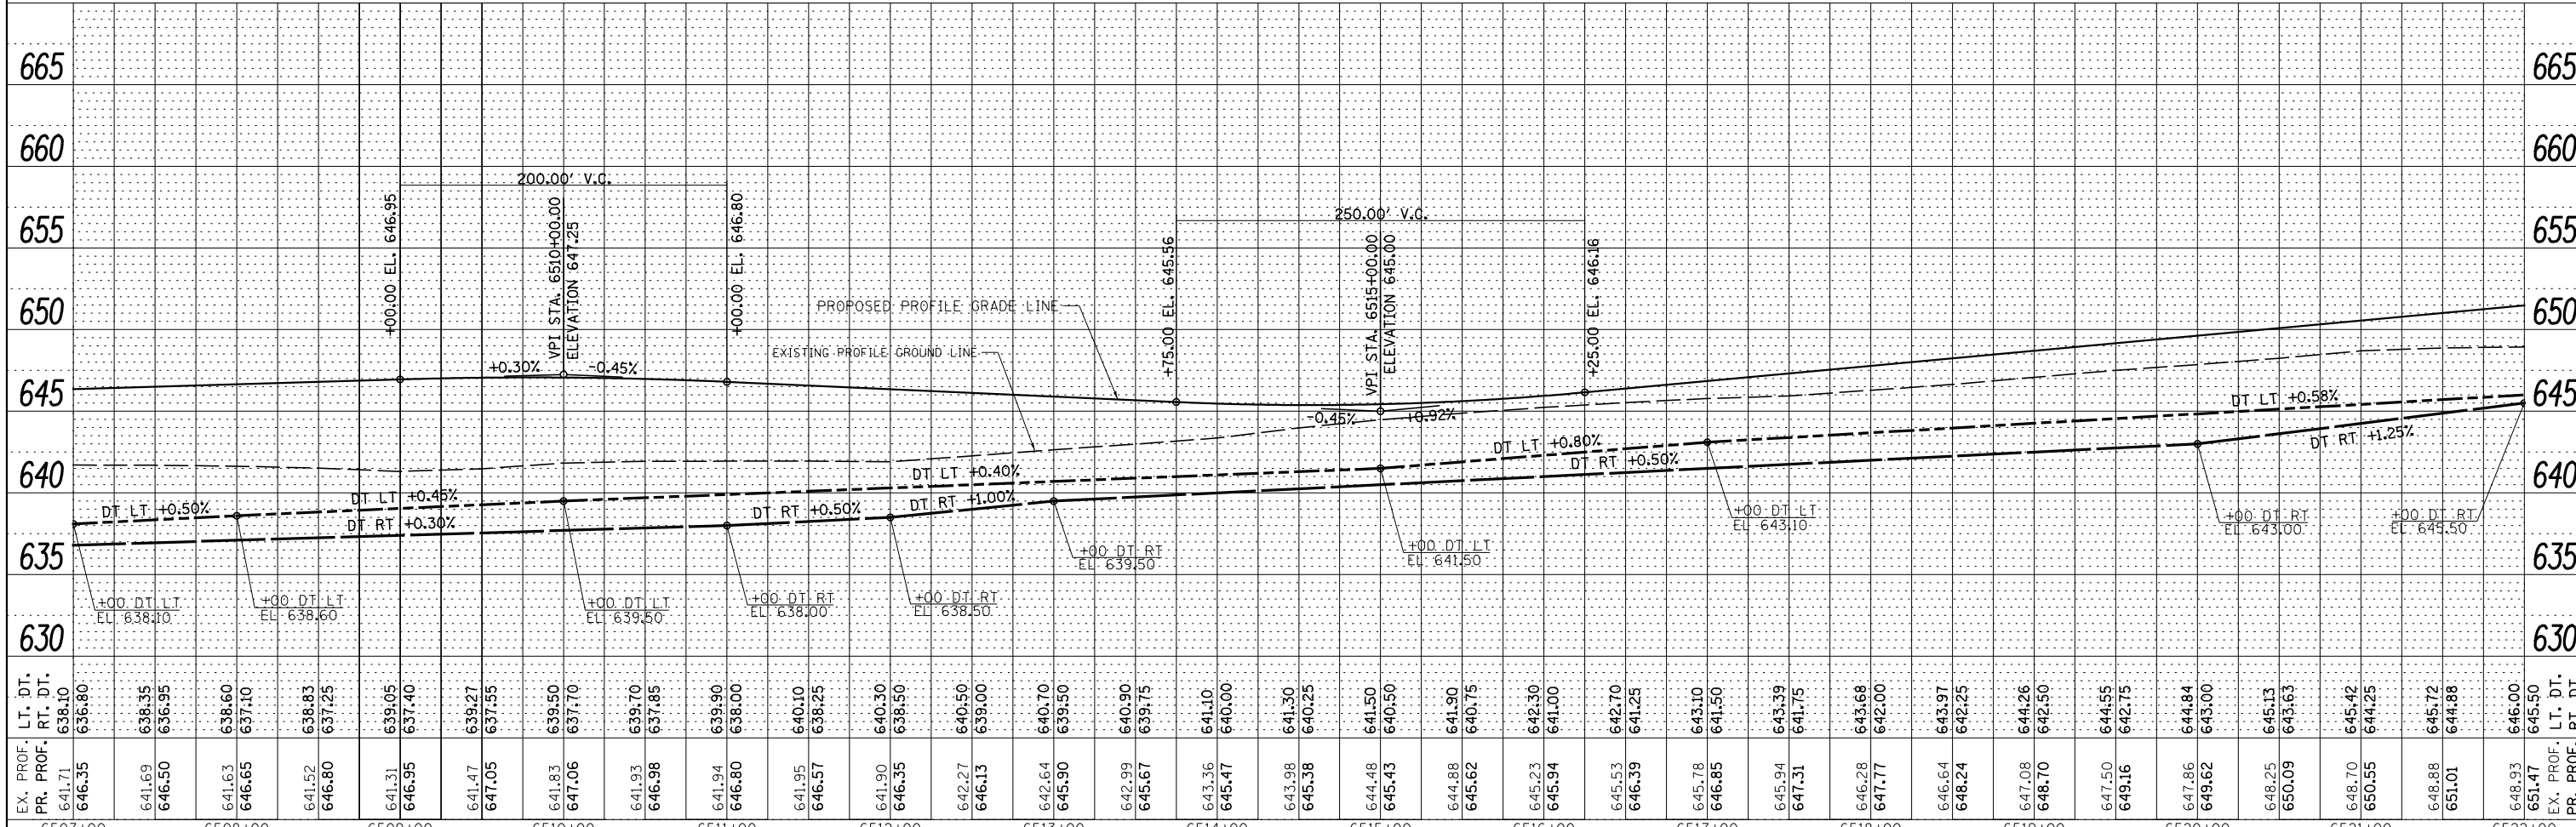 665 665
660 660
655 655
650 650
645 645
640 640
635 635
630 630
200.00' V.C.
+00.00 EL. 646.95
VPI STA. 6510+00.00
ELEVATION 647.25
+00.00 EL. 646.80
+0.30% -0.45%
250.00' V.C.
+75.00 EL. 645.56
VPI STA. 6515+00.00
ELEVATION 645.00
+25.00 EL. 646.16
-0.45% +0.92%
PROPOSED PROFILE GRADE LINE
EXISTING PROFILE GROUND LINE
DT LT +0.50%
DT LT +0.45%
DT RT +0.30%
DT RT +0.50%
DT LT +0.40%
DT RT +1.00%
DT LT +0.80%
DT RT +0.50%
DT LT +0.58%
DT RT +1.25%
+00 DT LT
EL 638.10
+00 DT LT
EL 638.60
+00 DT LT
EL 639.50
+00 DT RT
EL 638.00
+00 DT RT
EL 638.50
+00 DT RT
EL 639.50
+00 DT LT
EL 641.50
+00 DT LT
EL 643.10
+00 DT RT
EL 643.00
+00 DT RT
EL 645.50
LT. DT. 638.10 638.35 638.60 638.83 639.05 639.27 639.50 639.70 639.90 640.10 640.30 640.50 640.70 640.90 641.10 641.30 641.50 641.90 642.30 642.70 643.10 643.39 643.68 643.97 644.26 644.55 644.84 645.13 645.42 645.72 646.00 LT. DT.
RT. DT. 636.80 636.95 637.10 637.25 637.40 637.55 637.70 637.85 638.00 638.25 638.50 639.00 639.50 639.75 640.00 640.25 640.50 640.75 641.00 641.25 641.50 641.75 642.00 642.25 642.50 642.75 643.00 643.63 644.25 644.88 645.50 RT. DT.
EX. PROF. 641.71 641.69 641.63 641.52 641.31 641.47 641.83 641.93 641.94 641.95 641.90 642.27 642.64 642.99 643.36 643.98 644.48 644.88 645.23 645.53 645.78 645.94 646.28 646.64 647.08 647.50 647.86 648.25 648.70 648.88 648.93 EX. PROF.
PR. PROF. 646.35 646.50 646.65 646.80 646.95 647.05 647.06 646.98 646.80 646.57 646.35 646.13 645.90 645.67 645.47 645.38 645.43 645.62 645.94 646.39 646.85 647.31 647.77 648.24 648.70 649.16 649.62 650.09 650.55 651.01 651.47 PR. PROF.